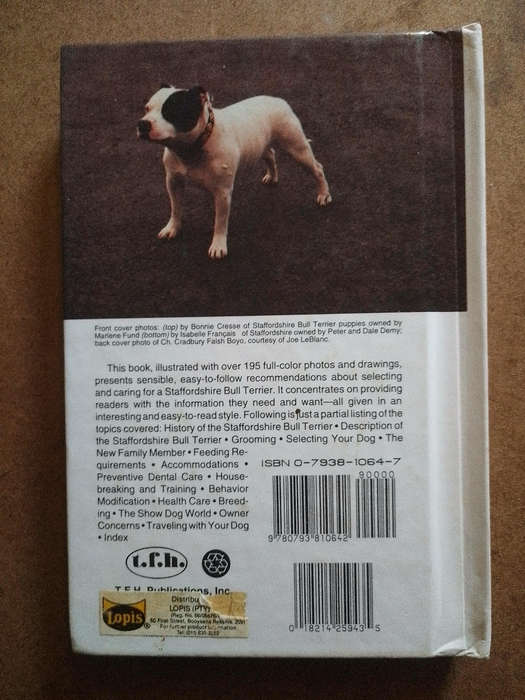 Front cover photos: (top) by Bonnie Cresse of Staffordshire Bull Terrier puppies owned by
Marlene Fund (bottom) by Isabelle Français of Staffordshire owned by Peter and Dale Demy;
back cover photo of Ch. Cradbury Faish Boyo, courtesy of Joe LeBlanc.
This book, illustrated with over 195 full-color photos and drawings,
presents sensible, easy-to-follow recommendations about selecting
and caring for a Staffordshire Bull Terrier. It concentrates on providing
readers with the information they need and want—all given in an
interesting and easy-to-read style. Following is just a partial listing of the
topics covered: History of the Staffordshire Bull Terrier • Description of
the Staffordshire Bull Terrier • Grooming • Selecting Your Dog • The
New Family Member • Feeding Re-
quirements • Accommodations •
Preventive Dental Care • House-
breaking and Training • Behavior
Modification • Health Care • Breed-
ing • The Show Dog World • Owner
Concerns • Traveling with Your Dog
• Index
ISBN 0-7938-1064-7
90000
9 780793 810642
t.f.h.
T.F.H. Publications, Inc.
Distribu
LOPIS (PTY)
For further product information
Lopis
0 18214 25943 5